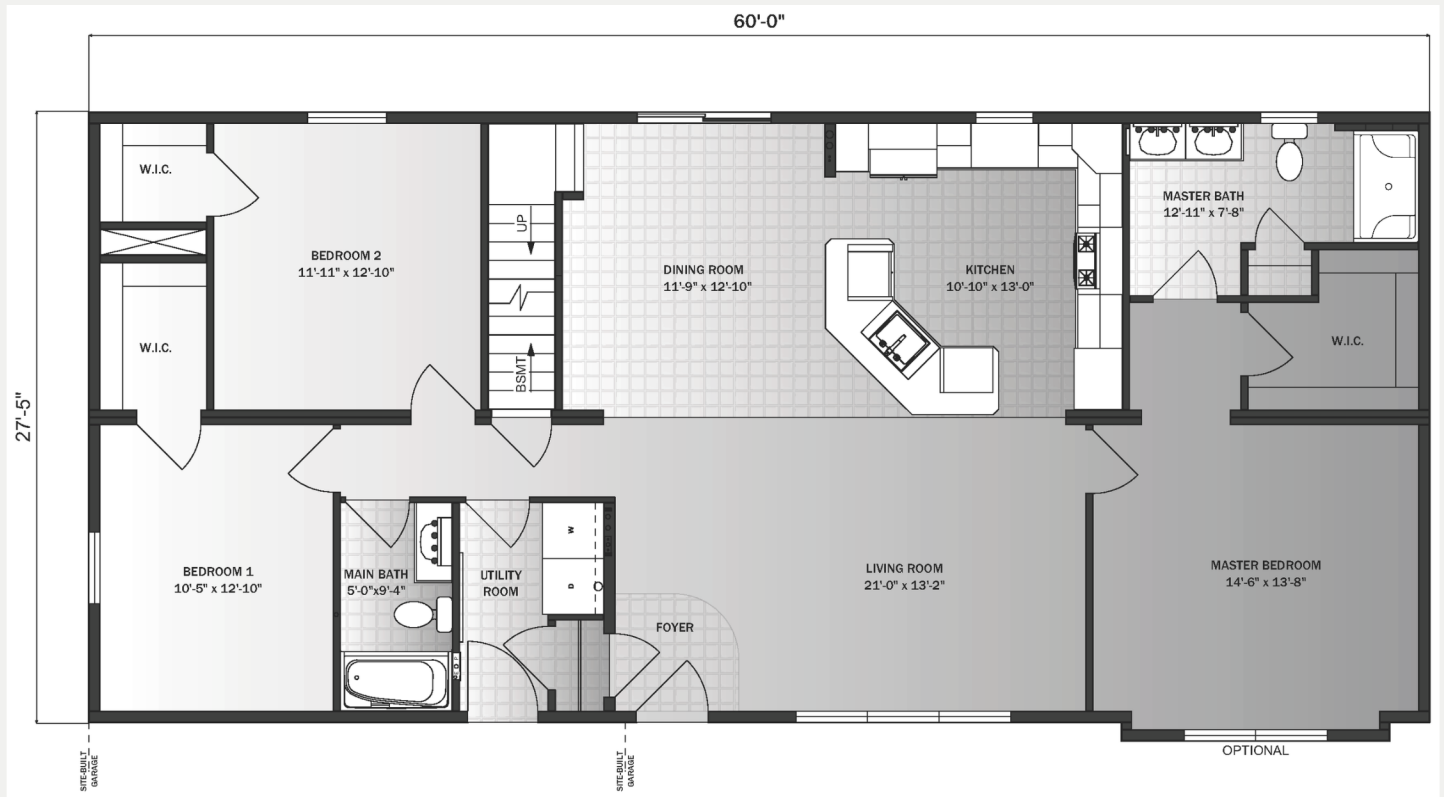 60'-0"
27'-5"
W.I.C.
BEDROOM 2
11'-11" x 12'-10"
UP
BSMT
DINING ROOM
11'-9" x 12'-10"
KITCHEN
10'-10" x 13'-0"
MASTER BATH
12'-11" x 7'-8"
W.I.C.
W.I.C.
BEDROOM 1
10'-5" x 12'-10"
MAIN BATH
5'-0"x9'-4"
UTILITY
ROOM
W
D
FOYER
LIVING ROOM
21'-0" x 13'-2"
MASTER BEDROOM
14'-6" x 13'-8"
OPTIONAL
SITE-BUILT
GARAGE
SITE-BUILT
GARAGE